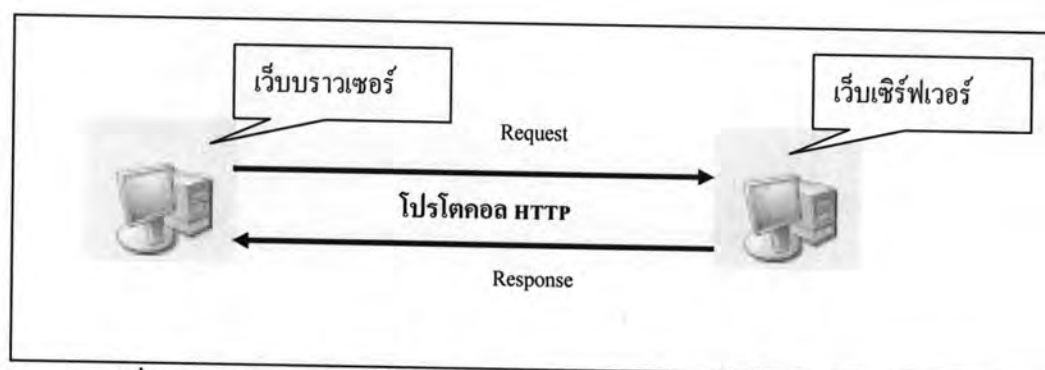 เว็บบราวเซอร์
เว็บเซิร์ฟเวอร์
Request
โปรโตคอล HTTP
Response